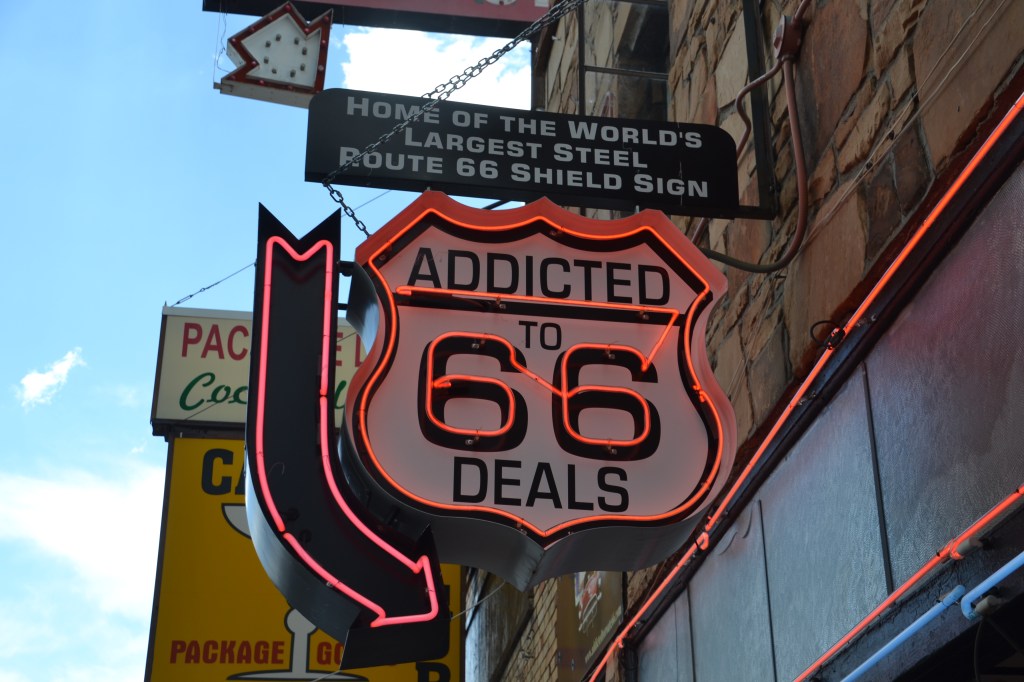 HOME OF THE WORLD'S
LARGEST STEEL
ROUTE 66 SHIELD SIGN
ADDICTED
TO
66
DEALS
PACKAGE